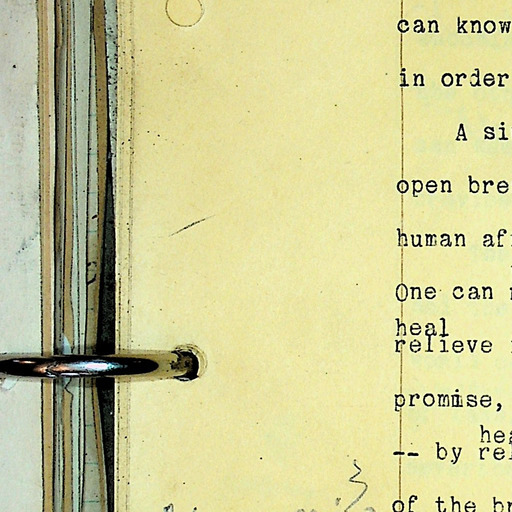 can know
in order
A si
open bre
human af
One can
heal
relieve
promise,
hea
-- by rel
of the br